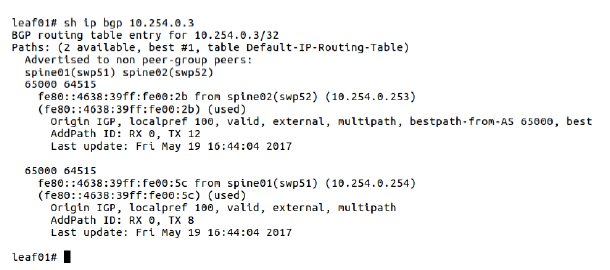 leaf01# sh ip bgp 10.254.0.3
BGP routing table entry for 10.254.0.3/32
Paths: (2 available, best #1, table Default-IP-Routing-Table)
  Advertised to non peer-group peers:
  spine01(swp51) spine02(swp52)
  65000 64515
    fe80::4638:39ff:fe00:2b from spine02(swp52) (10.254.0.253)
    (fe80::4638:39ff:fe00:2b) (used)
      Origin IGP, localpref 100, valid, external, multipath, bestpath-from-AS 65000, best
      AddPath ID: RX 0, TX 12
      Last update: Fri May 19 16:44:04 2017
  65000 64515
    fe80::4638:39ff:fe00:5c from spine01(swp51) (10.254.0.254)
    (fe80::4638:39ff:fe00:5c) (used)
      Origin IGP, localpref 100, valid, external, multipath
      AddPath ID: RX 0, TX 8
      Last update: Fri May 19 16:44:04 2017
leaf01#